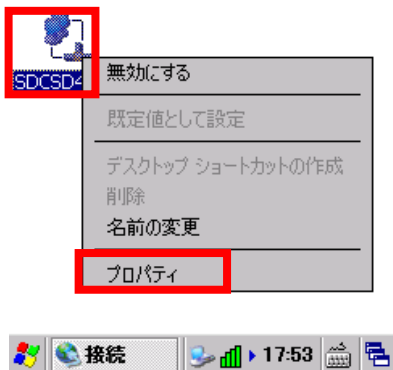 SDCSD4
無効にする
既定値として設定
デスクトップ ショートカットの作成
削除
名前の変更
プロパティ
接続
17:53